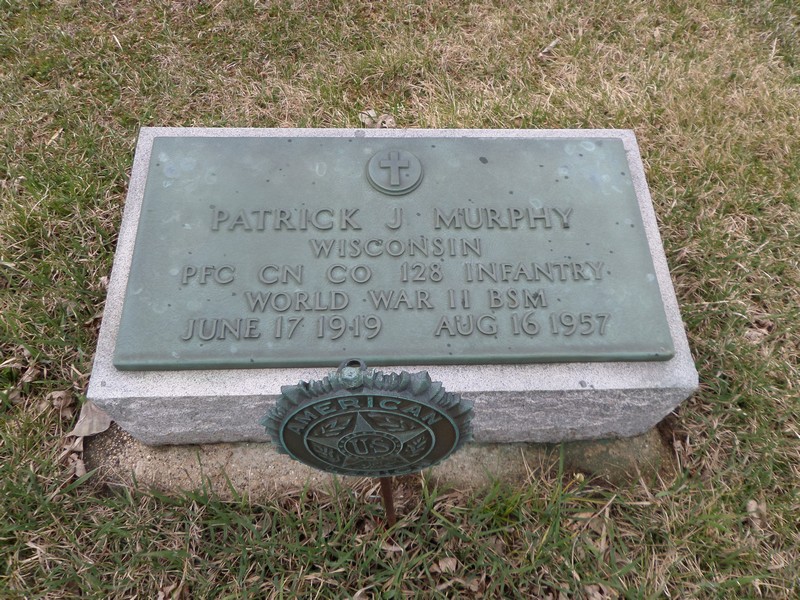 PATRICK J MURPHY
WISCONSIN
PFC CN CO 128 INFANTRY
WORLD WAR II BSM
JUNE 17 1919 AUG 16 1957
AMERICAN
US